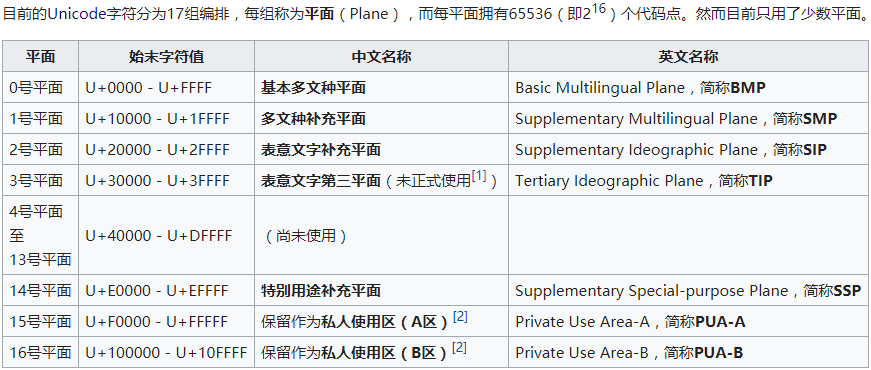 目前的Unicode字符分为17组编排，每组称为平面（Plane），而每平面拥有65536（即2^16）个代码点。然而目前只用了少数平面。
平面 始末字符值 中文名称 英文名称
0号平面 U+0000 - U+FFFF 基本多文种平面 Basic Multilingual Plane，简称BMP
1号平面 U+10000 - U+1FFFF 多文种补充平面 Supplementary Multilingual Plane，简称SMP
2号平面 U+20000 - U+2FFFF 表意文字补充平面 Supplementary Ideographic Plane，简称SIP
3号平面 U+30000 - U+3FFFF 表意文字第三平面（未正式使用[1]） Tertiary Ideographic Plane，简称TIP
4号平面
至
13号平面 U+40000 - U+DFFFF （尚未使用）
14号平面 U+E0000 - U+EFFFF 特别用途补充平面 Supplementary Special-purpose Plane，简称SSP
15号平面 U+F0000 - U+FFFFF 保留作为私人使用区（A区）[2] Private Use Area-A，简称PUA-A
16号平面 U+100000 - U+10FFFF 保留作为私人使用区（B区）[2] Private Use Area-B，简称PUA-B